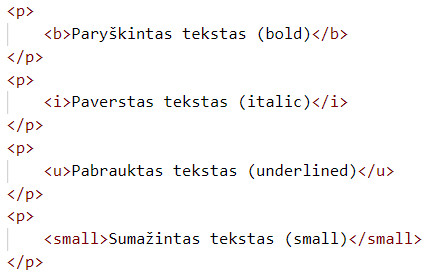 <p>
<b>Paryškintas tekstas (bold)</b>
</p>
<p>
<i>Paverstas tekstas (italic)</i>
</p>
<p>
<u>Pabrauktas tekstas (underlined)</u>
</p>
<p>
<small>Sumažintas tekstas (small)</small>
</p>